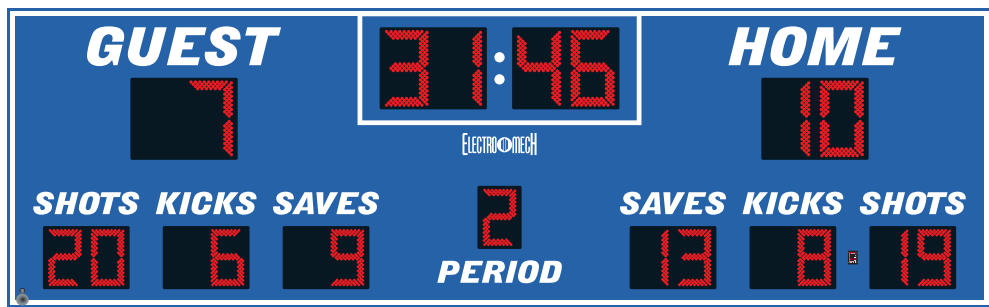 GUEST 31:46 HOME
7 10
ELECTRO-MECH
SHOTS KICKS SAVES 2 SAVES KICKS SHOTS
20 6 9 PERIOD 13 8 19